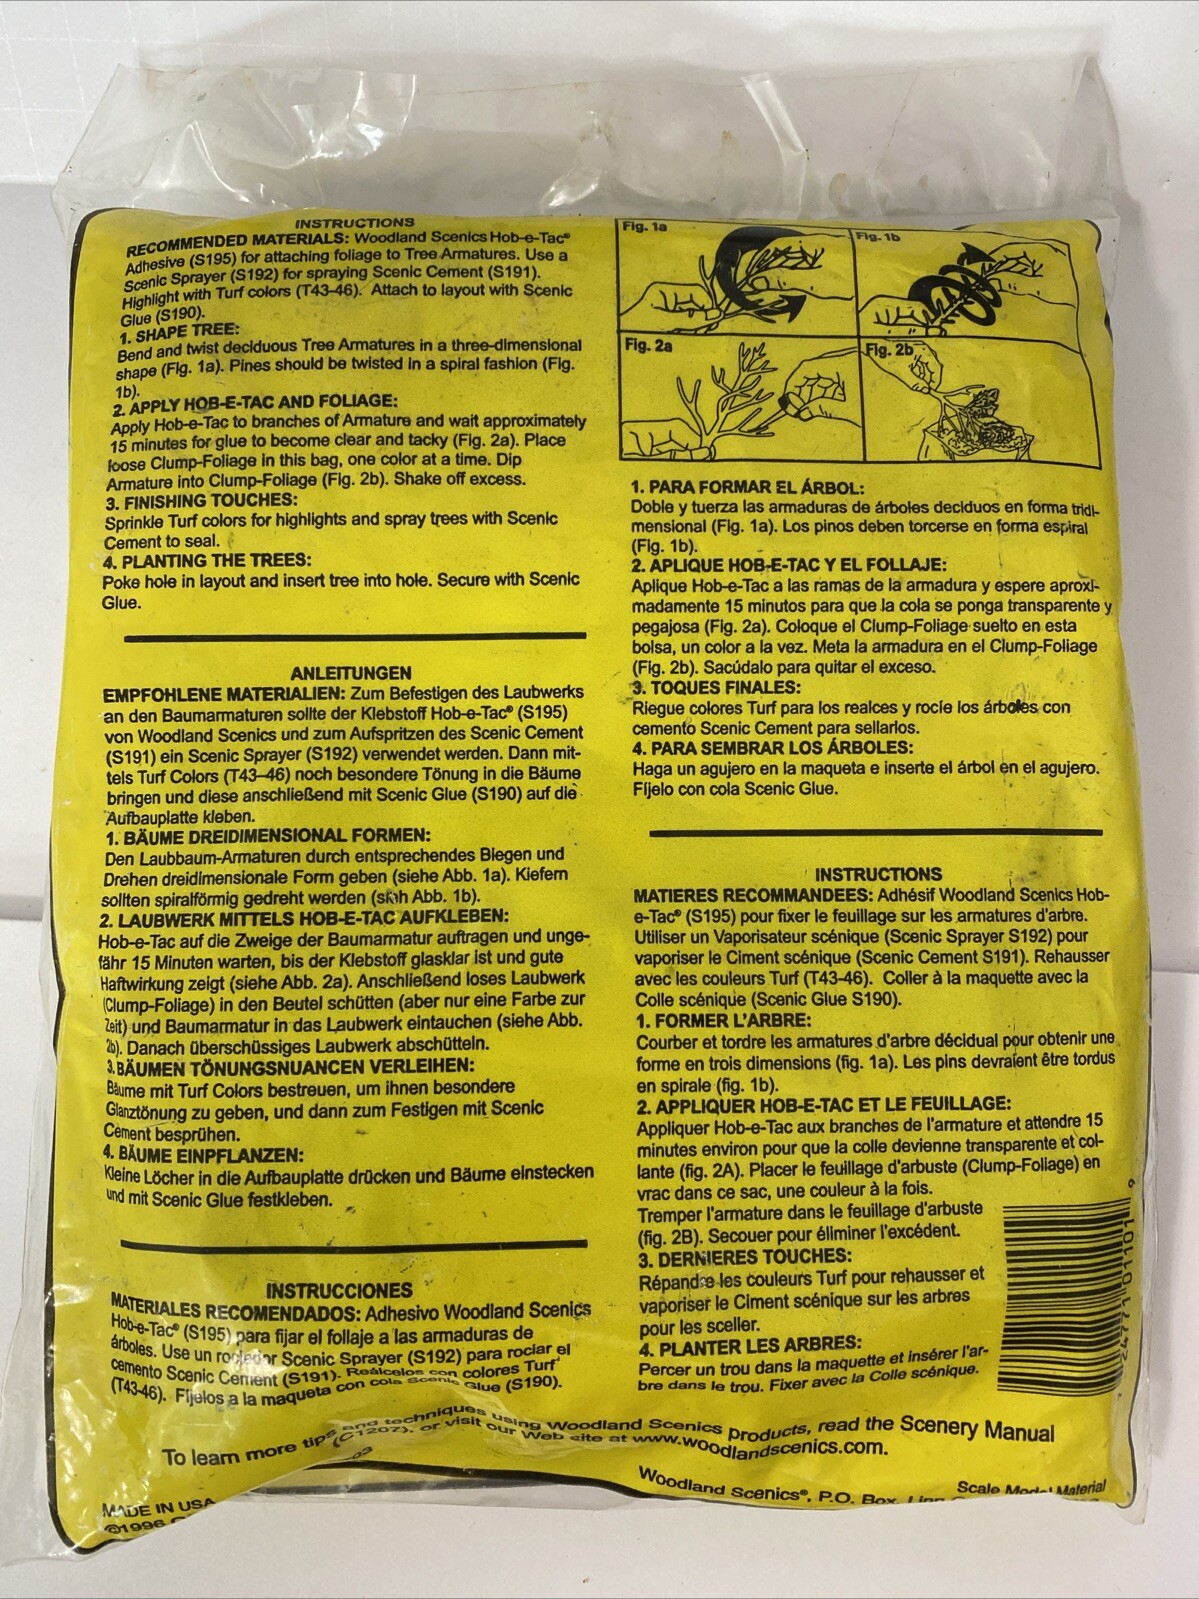 INSTRUCTIONS
RECOMMENDED MATERIALS: Woodland Scenics Hob-e-Tac®
Adhesive (S195) for attaching foliage to Tree Armatures. Use a
Scenic Sprayer (S192) for spraying Scenic Cement (S191).
Highlight with Turf colors (T43-46). Attach to layout with Scenic
Glue (S190).
1. SHAPE TREE:
Bend and twist deciduous Tree Armatures in a three-dimensional
shape (Fig. 1a). Pines should be twisted in a spiral fashion (Fig.
1b).
2. APPLY HOB-E-TAC AND FOLIAGE:
Apply Hob-e-Tac to branches of Armature and wait approximately
15 minutes for glue to become clear and tacky (Fig. 2a). Place
loose Clump-Foliage in this bag, one color at a time. Dip
Armature into Clump-Foliage (Fig. 2b). Shake off excess.
3. FINISHING TOUCHES:
Sprinkle Turf colors for highlights and spray trees with Scenic
Cement to seal.
4. PLANTING THE TREES:
Poke hole in layout and insert tree into hole. Secure with Scenic
Glue.
ANLEITUNGEN
EMPFOHLENE MATERIALIEN: Zum Befestigen des Laubwerks
an den Baumarmaturen sollte der Klebstoff Hob-e-Tac® (S195)
von Woodland Scenics und zum Aufspritzen des Scenic Cement
(S191) ein Scenic Sprayer (S192) verwendet werden. Dann mit-
tels Turf Colors (T43–46) noch besondere Tönung in die Bäume
bringen und diese anschließend mit Scenic Glue (S190) auf die
Aufbauplatte kleben.
1. BÄUME DREIDIMENSIONAL FORMEN:
Den Laubbaum-Armaturen durch entsprechendes Biegen und
Drehen dreidimensionale Form geben (siehe Abb. 1a). Kiefern
sollten spiralförmig gedreht werden (sieh Abb. 1b).
2. LAUBWERK MITTELS HOB-E-TAC AUFKLEBEN:
Hob-e-Tac auf die Zweige der Baumarmatur auftragen und unge-
fähr 15 Minuten warten, bis der Klebstoff glasklar ist und gute
Haftwirkung zeigt (siehe Abb. 2a). Anschließend loses Laubwerk
(Clump-Foliage) in den Beutel schütten (aber nur eine Farbe zur
Zeit) und Baumarmatur in das Laubwerk eintauchen (siehe Abb.
2b). Danach überschüssiges Laubwerk abschütteln.
3. BÄUMEN TÖNUNGSNUANCEN VERLEIHEN:
Bäume mit Turf Colors bestreuen, um ihnen besondere
Glanztönung zu geben, und dann zum Festigen mit Scenic
Cement besprühen.
4. BÄUME EINPFLANZEN:
Kleine Löcher in die Aufbauplatte drücken und Bäume einstecken
und mit Scenic Glue festkleben.
INSTRUCCIONES
MATERIALES RECOMENDADOS: Adhesivo Woodland Scenics
Hob-e-Tac® (S195) para fijar el follaje a las armaduras de
árboles. Use un rociador Scenic Sprayer (S192) para rociar el
cemento Scenic Cement (S191). Reálcelos con colores Turf
(T43-46). Fíjelos a la maqueta con cola Scenic Glue (S190).
Fig. 1a
Fig. 1b
Fig. 2a
Fig. 2b
1. PARA FORMAR EL ÁRBOL:
Doble y tuerza las armaduras de árboles deciduos en forma tridi-
mensional (Fig. 1a). Los pinos deben torcerse en forma espiral
(Fig. 1b).
2. APLIQUE HOB-E-TAC Y EL FOLLAJE:
Aplique Hob-e-Tac a las ramas de la armadura y espere aproxi-
madamente 15 minutos para que la cola se ponga transparente y
pegajosa (Fig. 2a). Coloque el Clump-Foliage suelto en esta
bolsa, un color a la vez. Meta la armadura en el Clump-Foliage
(Fig. 2b). Sacúdalo para quitar el exceso.
3. TOQUES FINALES:
Riegue colores Turf para los realces y rocíe los árboles con
cemento Scenic Cement para sellarlos.
4. PARA SEMBRAR LOS ÁRBOLES:
Haga un agujero en la maqueta e inserte el árbol en el agujero.
Fíjelo con cola Scenic Glue.
INSTRUCTIONS
MATIERES RECOMMANDEES: Adhésif Woodland Scenics Hob-
e-Tac® (S195) pour fixer le feuillage sur les armatures d'arbre.
Utiliser un Vaporisateur scénique (Scenic Sprayer S192) pour
vaporiser le Ciment scénique (Scenic Cement S191). Rehausser
avec les couleurs Turf (T43-46). Coller à la maquette avec la
Colle scénique (Scenic Glue S190).
1. FORMER L'ARBRE:
Courber et tordre les armatures d'arbre décidual pour obtenir une
forme en trois dimensions (fig. 1a). Les pins devraient être tordus
en spirale (fig. 1b).
2. APPLIQUER HOB-E-TAC ET LE FEUILLAGE:
Appliquer Hob-e-Tac aux branches de l'armature et attendre 15
minutes environ pour que la colle devienne transparente et col-
lante (fig. 2A). Placer le feuillage d'arbuste (Clump-Foliage) en
vrac dans ce sac, une couleur à la fois.
Tremper l'armature dans le feuillage d'arbuste
(fig. 2B). Secouer pour éliminer l'excédent.
3. DERNIERES TOUCHES:
Répandre les couleurs Turf pour rehausser et
vaporiser le Ciment scénique sur les arbres
pour les sceller.
4. PLANTER LES ARBRES:
Percer un trou dans la maquette et insérer l'ar-
bre dans le trou. Fixer avec la Colle scénique.
24771 01101 9
To learn more tips and techniques using Woodland Scenics products, read the Scenery Manual
(C1207), or visit our Web site at www.woodlandscenics.com.
Woodland Scenics®, P.O. Box Linn
Scale Model Material
MADE IN USA
©1996